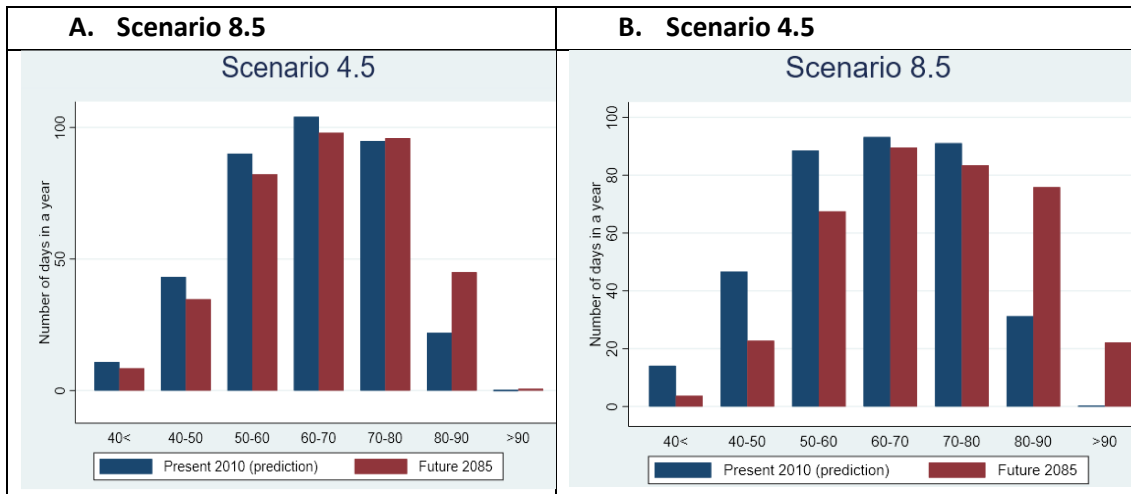 A. Scenario 8.5
B. Scenario 4.5
Scenario 4.5
Number of days in a year
100
50
0
40<
40-50
50-60
60-70
70-80
80-90
>90
Present 2010 (prediction)
Future 2085
Scenario 8.5
Number of days in a year
100
80
60
40
20
0
40<
40-50
50-60
60-70
70-80
80-90
>90
Present 2010 (prediction)
Future 2085